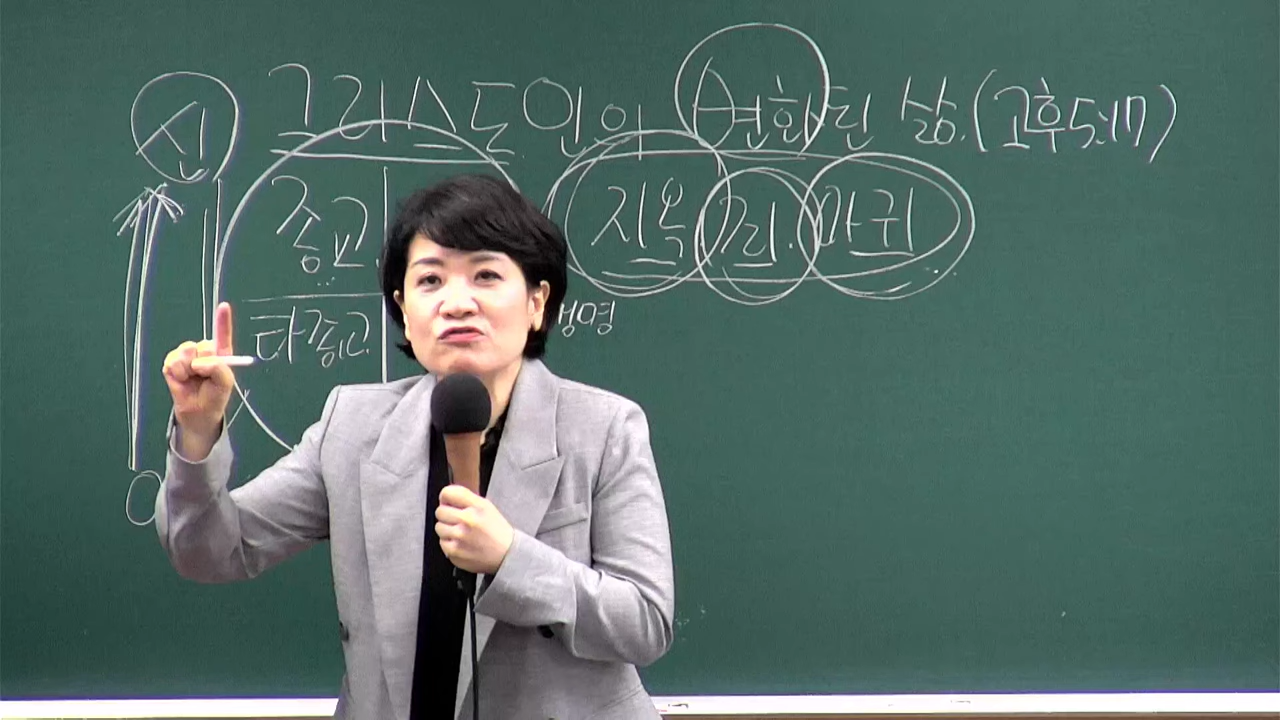 신 그리스도인의 변화된 삶.(고후5:17)
종교. 지옥 죄. 마귀
타종교 생명